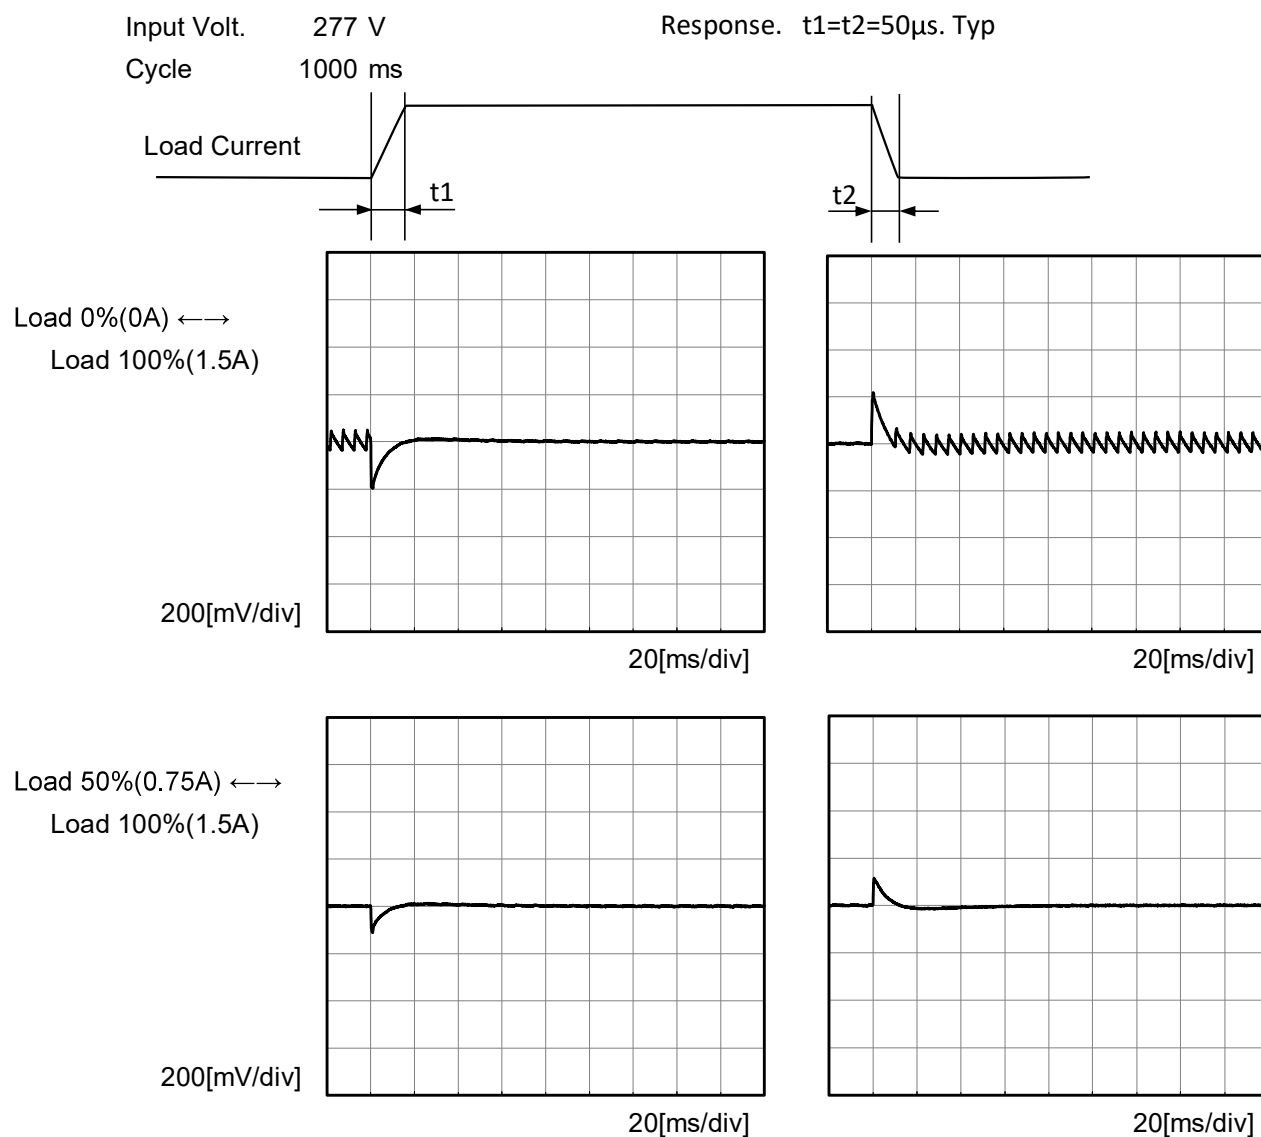 Input Volt. 277 V Response. t1=t2=50μs. Typ
Cycle 1000 ms
Load Current
t1
t2
Load 0%(0A) ←→
Load 100%(1.5A)
200[mV/div]
20[ms/div] 20[ms/div]
Load 50%(0.75A) ←→
Load 100%(1.5A)
200[mV/div]
20[ms/div] 20[ms/div]